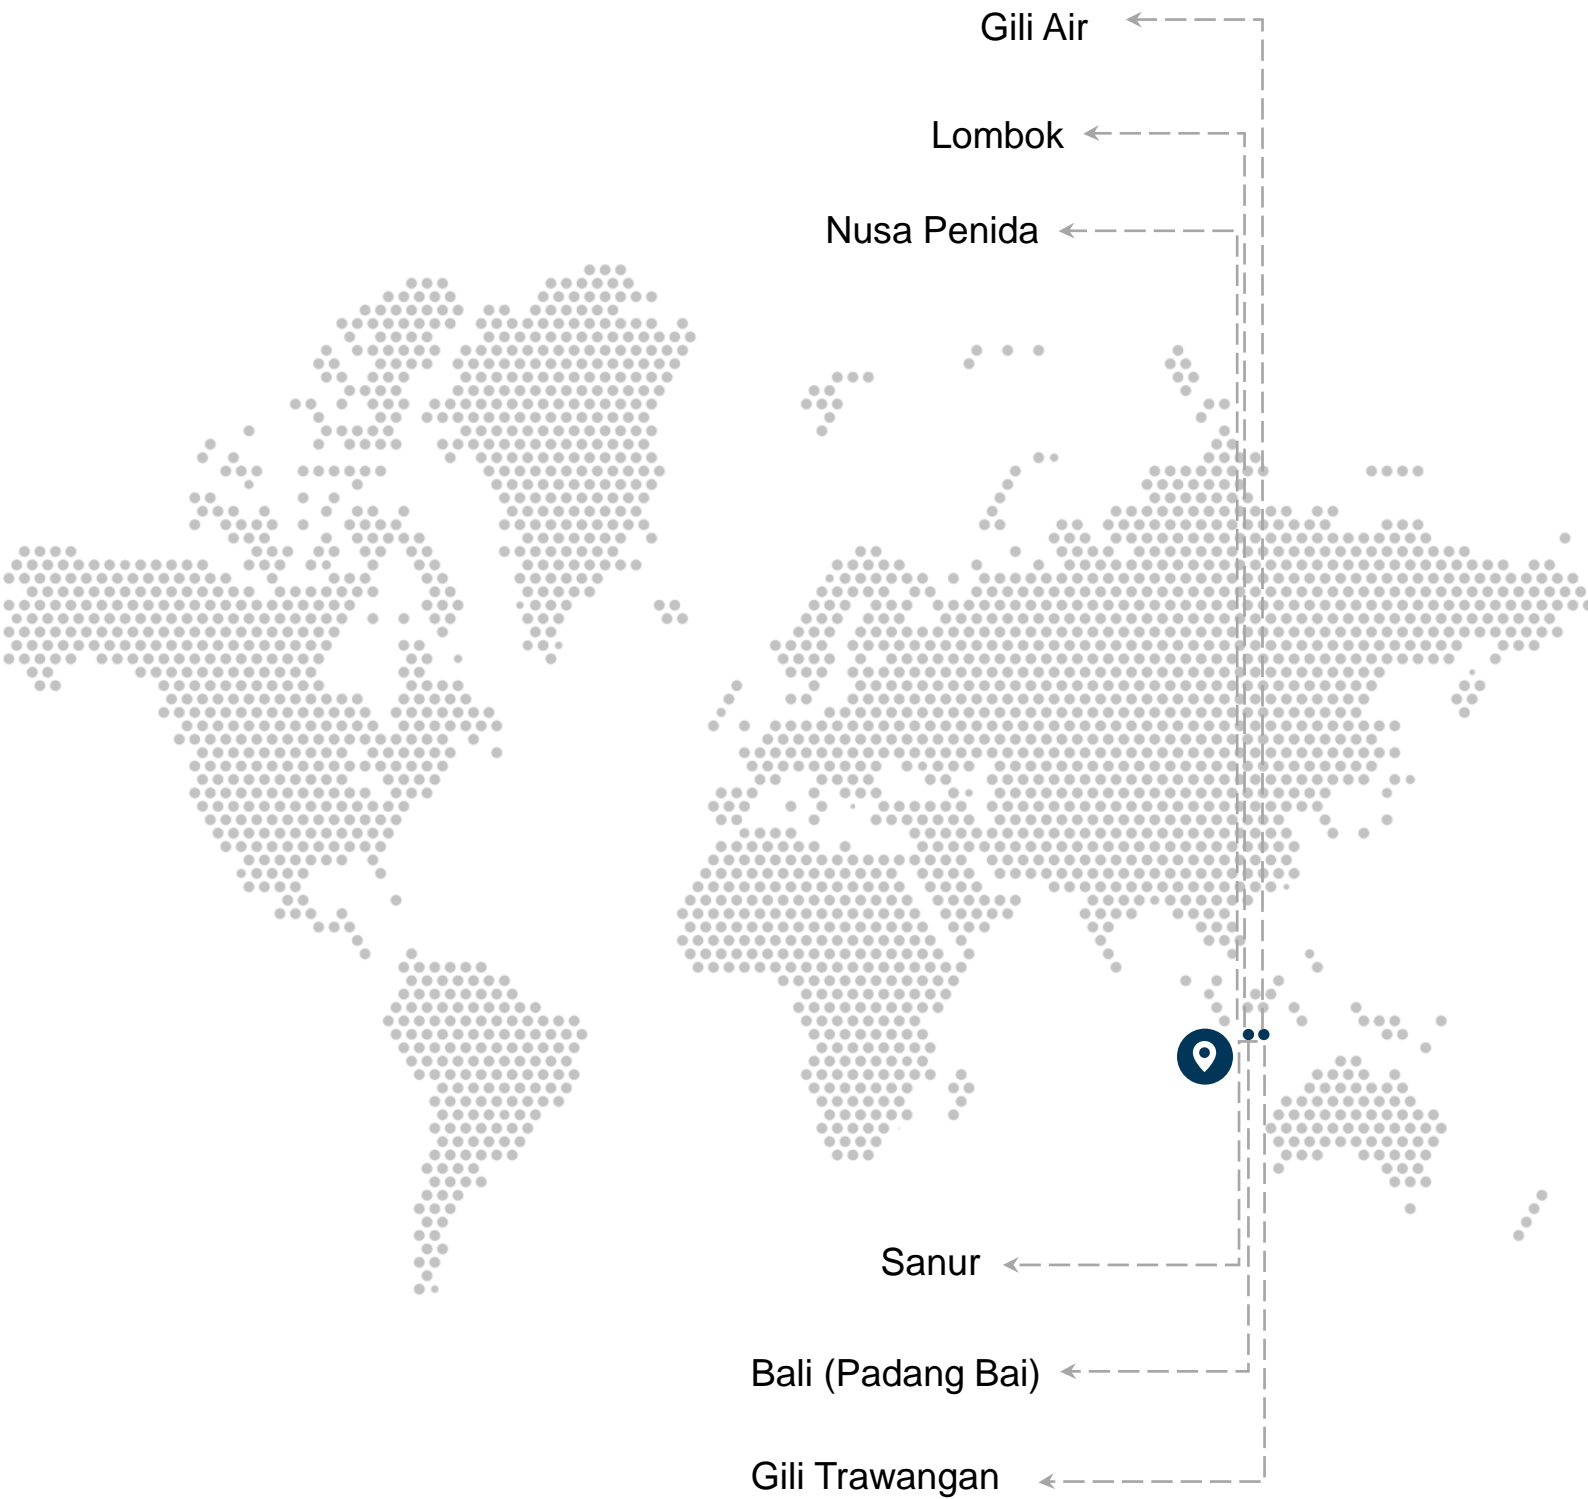 Gili Air
Lombok
Nusa Penida
Sanur
Bali (Padang Bai)
Gili Trawangan